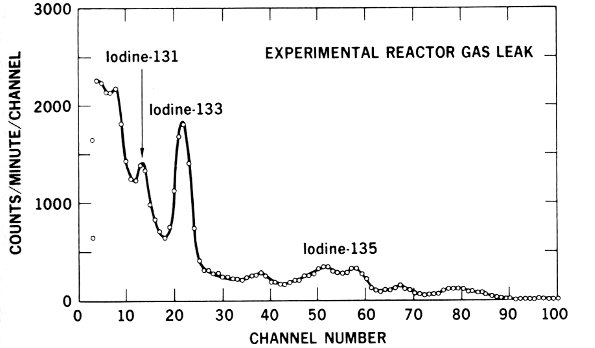 3000
2000
1000
0
COUNTS/MINUTE/CHANNEL
EXPERIMENTAL REACTOR GAS LEAK
Iodine-131
Iodine-133
Iodine-135
0 10 20 30 40 50 60 70 80 90 100
CHANNEL NUMBER